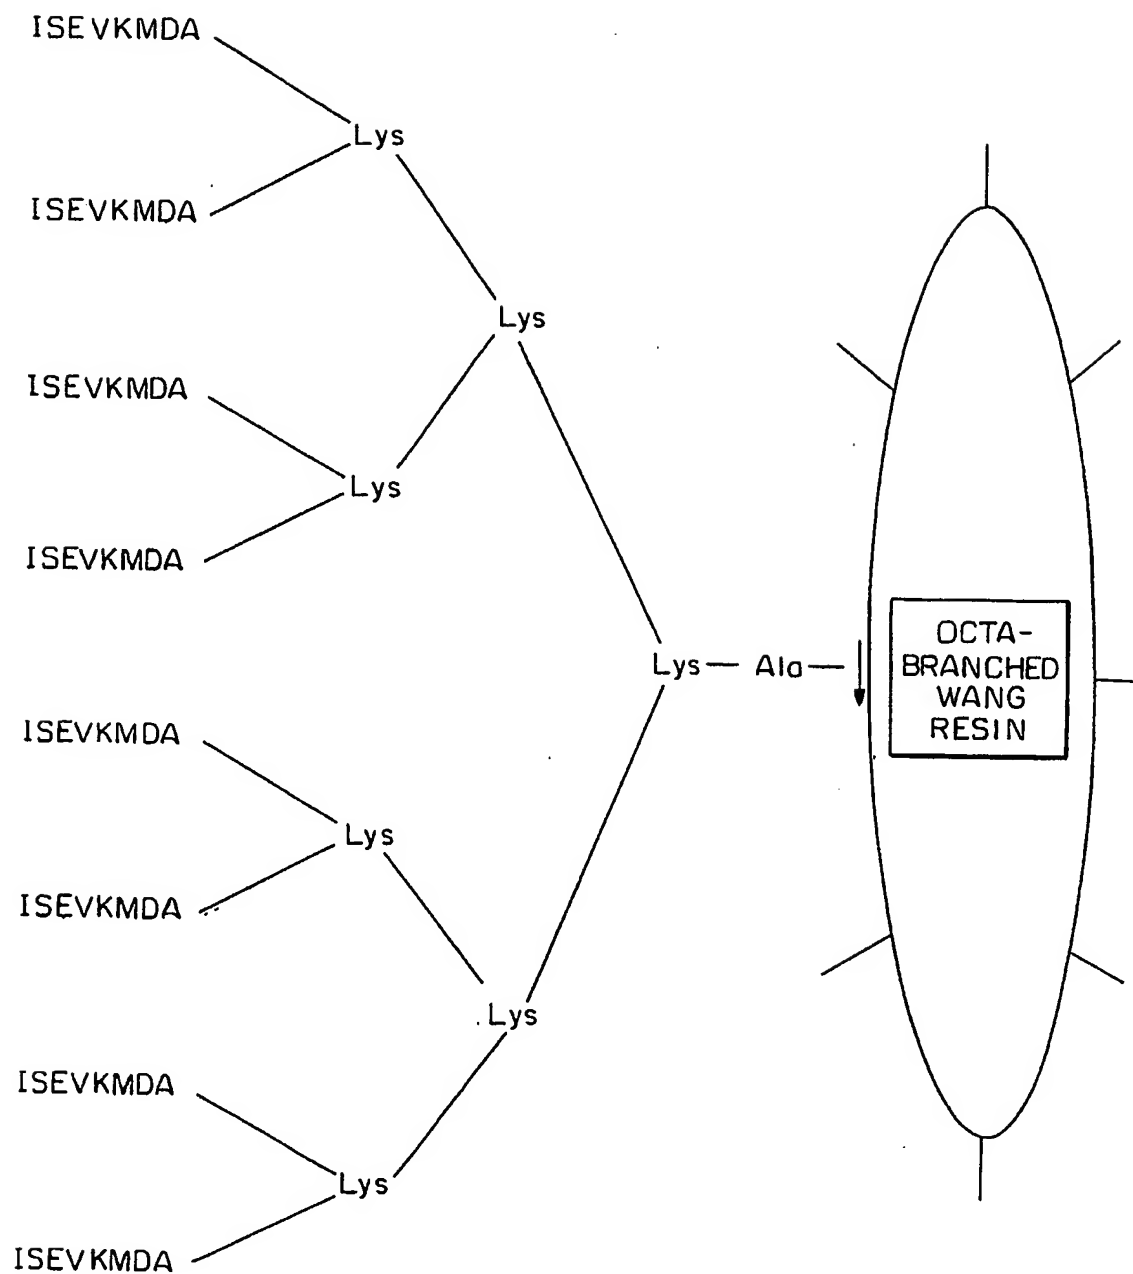 ISEVKMDA
Lys
ISEVKMDA
Lys
ISEVKMDA
Lys
ISEVKMDA
Lys — Ala —
OCTA-
BRANCHED
WANG
RESIN
ISEVKMDA
Lys
ISEVKMDA
Lys
ISEVKMDA
Lys
ISEVKMDA